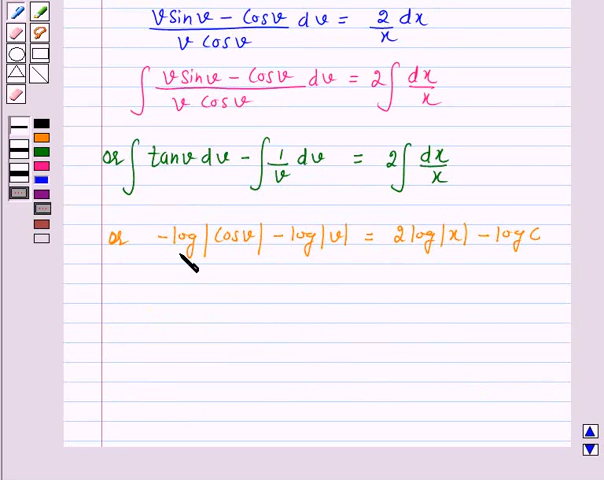 v sin v - cos v / v cos v dv = 2/x dx
∫ v sin v - cos v / v cos v dv = 2 ∫ dx/x
or ∫ tan v dv - ∫ 1/v dv = 2 ∫ dx/x
or -log|cos v| - log|v| = 2 log|x| - log C